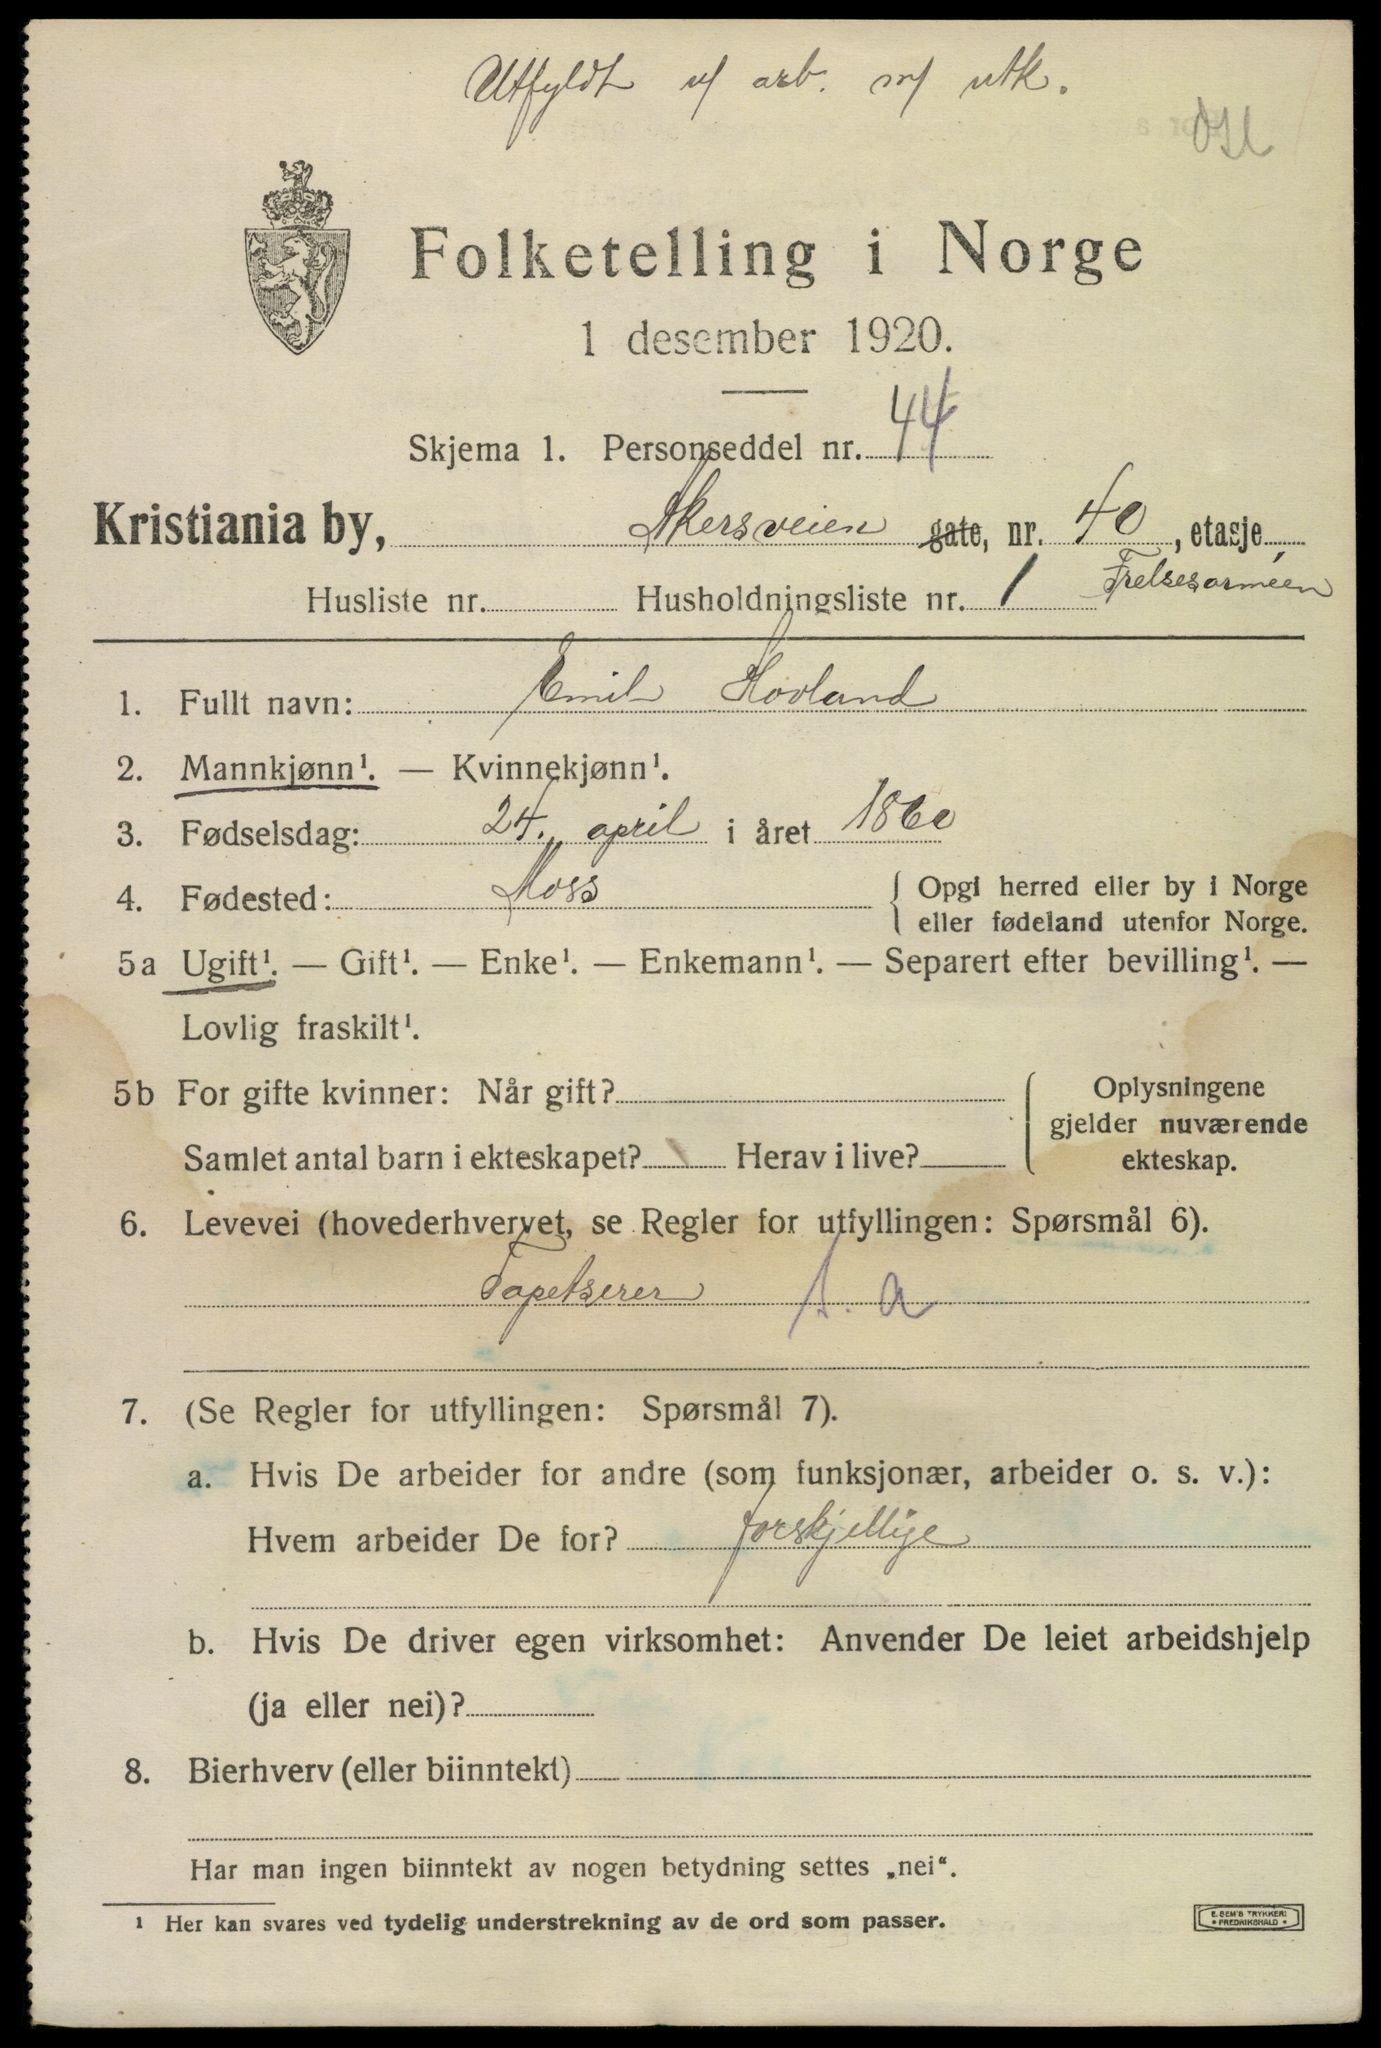 Utfyldt v/ arb. m/ utk.
Folketelling i Norge
1 desember 1920.
Skjema 1. Personseddel nr. 44
Kristiania by, Akersveien gate, nr. 40, etasje
Husliste nr. Husholdningsliste nr. 1 Frelsesarméen
1. Fullt navn: Emil Hovland
2. Mannkjønn¹. — Kvinnekjønn¹.
3. Fødselsdag: 24. april i året 1860
4. Fødested: Moss { Opgi herred eller by i Norge
eller fødeland utenfor Norge.
5a Ugift¹. — Gift¹. — Enke¹. — Enkemann¹. — Separert efter bevilling¹. —
Lovlig fraskilt¹.
5b For gifte kvinner: Når gift? Oplysningene
gjelder nuværende
Samlet antal barn i ekteskapet? Herav i live? ekteskap.
6. Levevei (hovederhvervet, se Regler for utfyllingen: Spørsmål 6).
Tapetserer a
7. (Se Regler for utfyllingen: Spørsmål 7).
a. Hvis De arbeider for andre (som funksjonær, arbeider o. s. v.):
Hvem arbeider De for? forskjellige
b. Hvis De driver egen virksomhet: Anvender De leiet arbeidshjelp
(ja eller nei)?
8. Bierhverv (eller biinntekt)
Har man ingen biinntekt av nogen betydning settes „nei“.
¹ Her kan svares ved tydelig understrekning av de ord som passer.
E. SEM'S TRYKKERI
• FREDRIKSHALD •